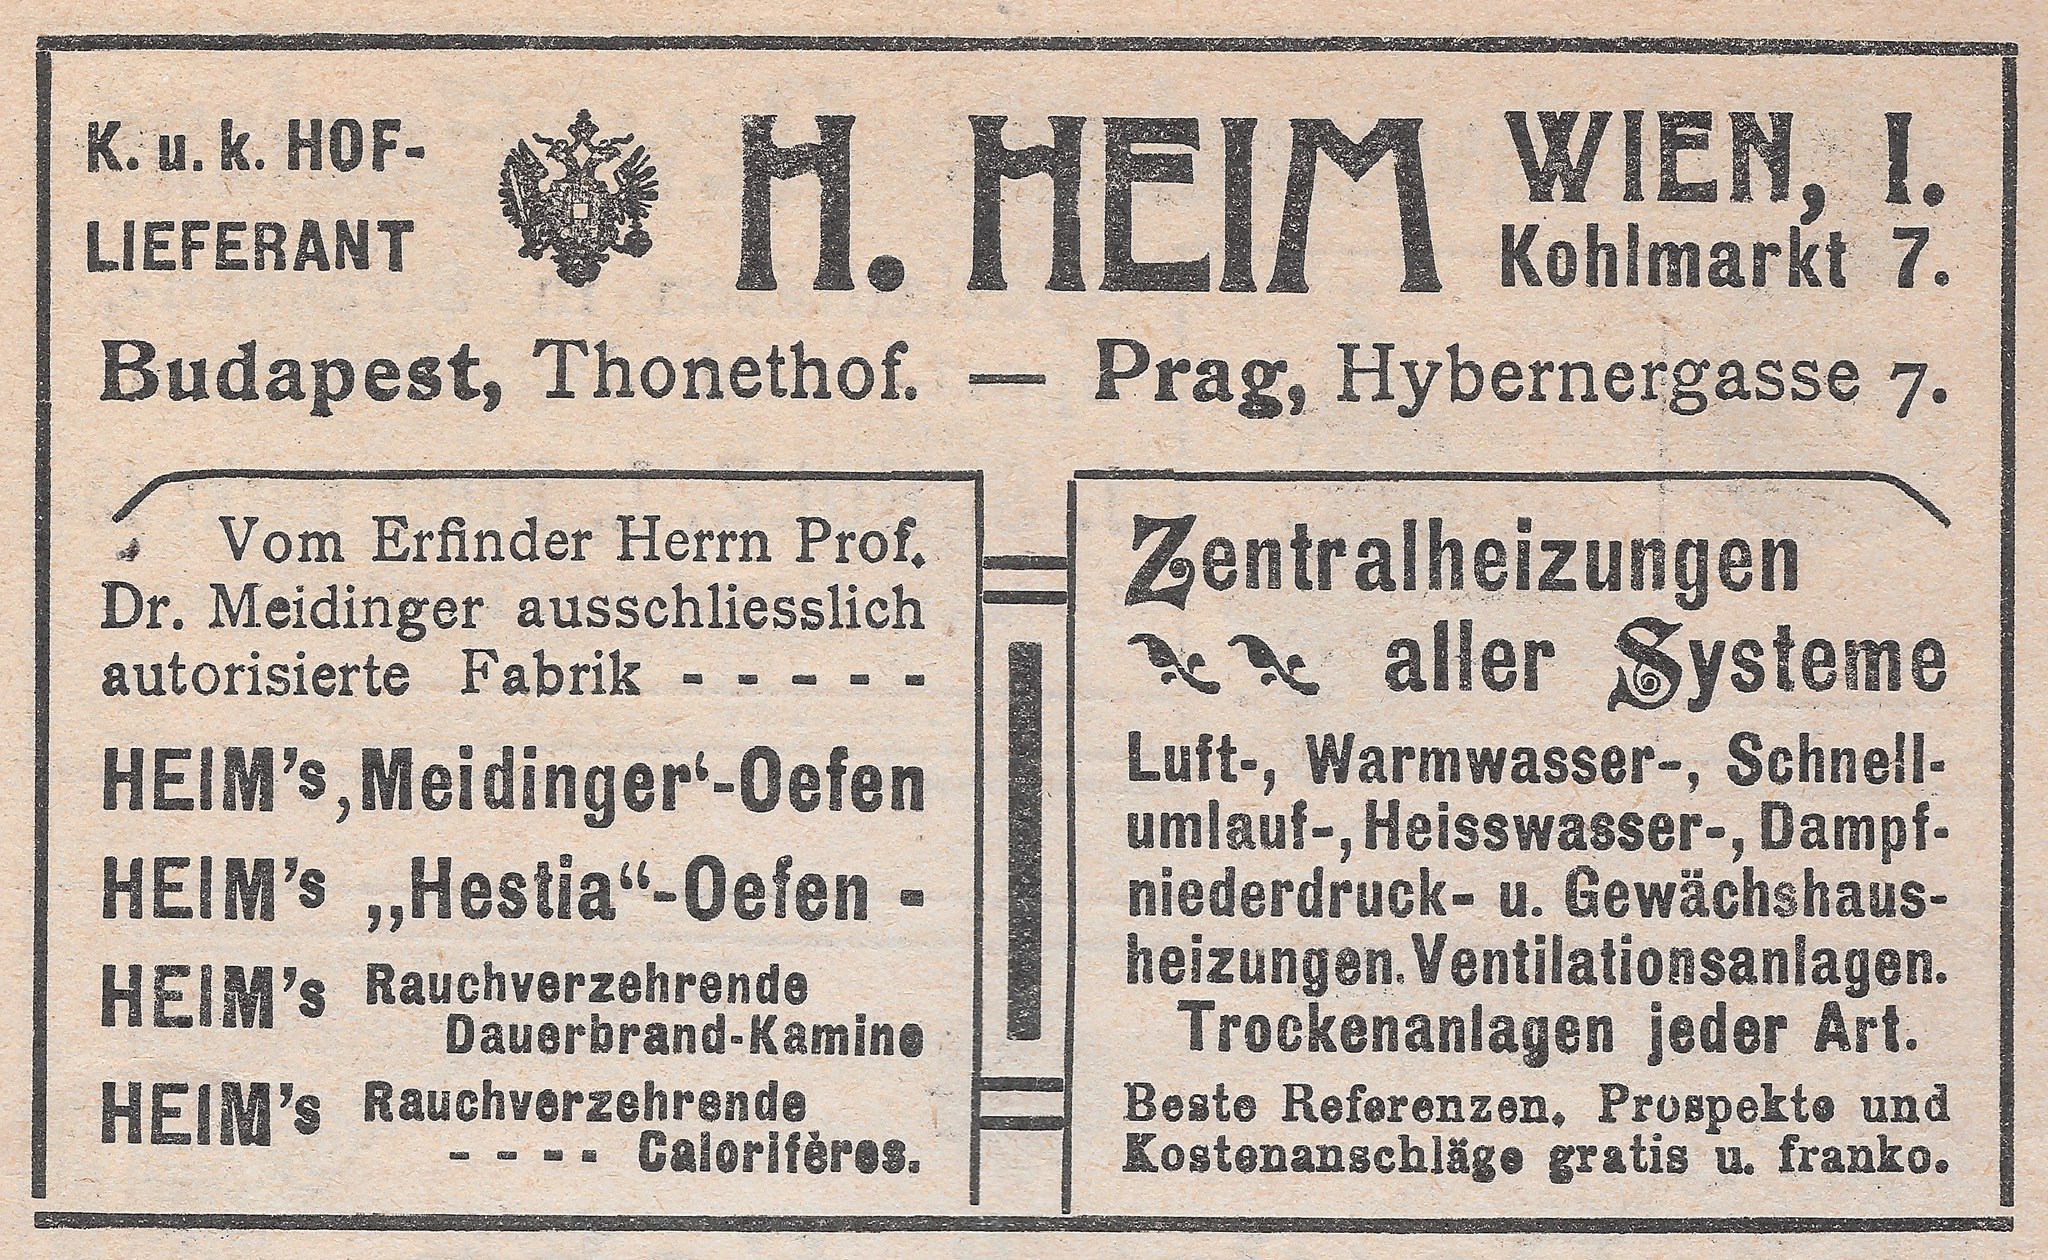 K. u. k. HOF-
LIEFERANT
H. HEIM
WIEN, I.
Kohlmarkt 7.
Budapest, Thonethof. — Prag, Hybernergasse 7.
Vom Erfinder Herrn Prof.
Dr. Meidinger ausschliesslich
autorisierte Fabrik - - - - -
HEIM's ‚Meidinger‘-Oefen
HEIM's „Hestia“-Oefen -
HEIM's Rauchverzehrende
Dauerbrand-Kamine
HEIM's Rauchverzehrende
- - - - Calorifères.
Zentralheizungen
aller Systeme
Luft-, Warmwasser-, Schnell-
umlauf-, Heisswasser-, Dampf-
niederdruck- u. Gewächshaus-
heizungen. Ventilationsanlagen.
Trockenanlagen jeder Art.
Beste Referenzen. Prospekte und
Kostenanschläge gratis u. franko.